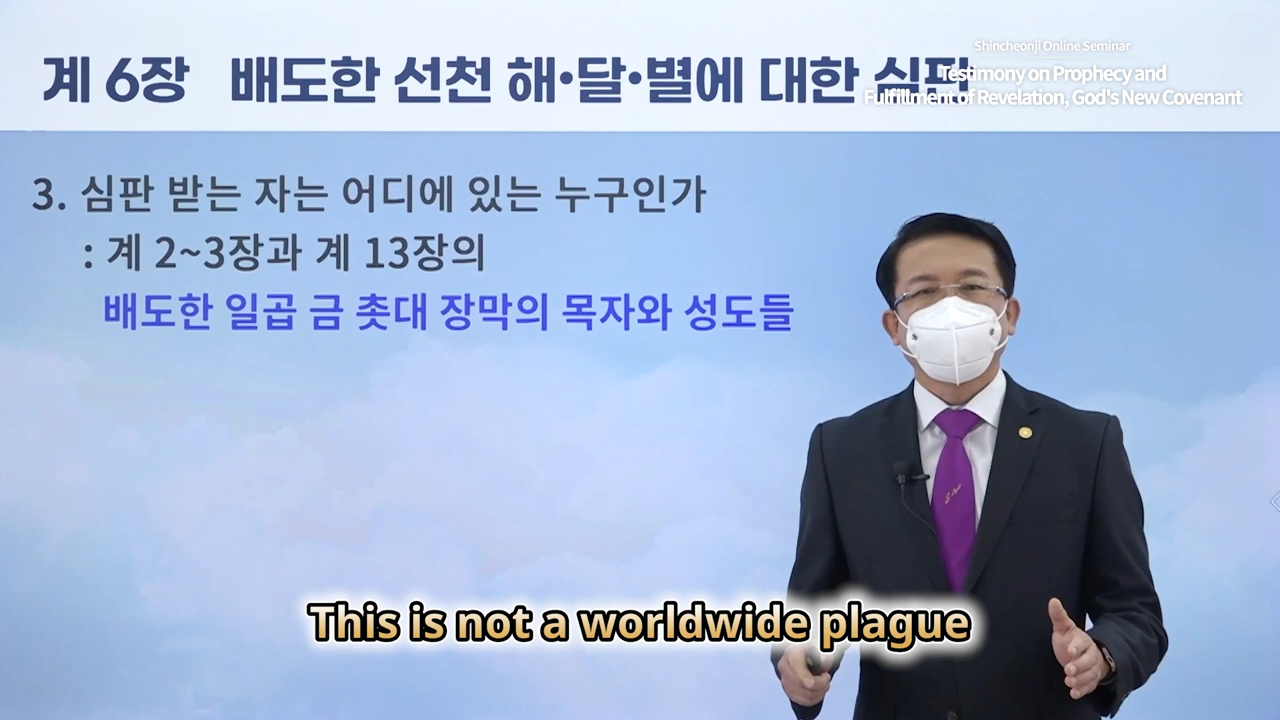 계 6장 배도한 선천 해·달·별에 대한 심판
Shincheonji Online Seminar
Testimony on Prophecy and
Fulfillment of Revelation, God's New Covenant
3. 심판 받는 자는 어디에 있는 누구인가
: 계 2~3장과 계 13장의
배도한 일곱 금 촛대 장막의 목자와 성도들
This is not a worldwide plague